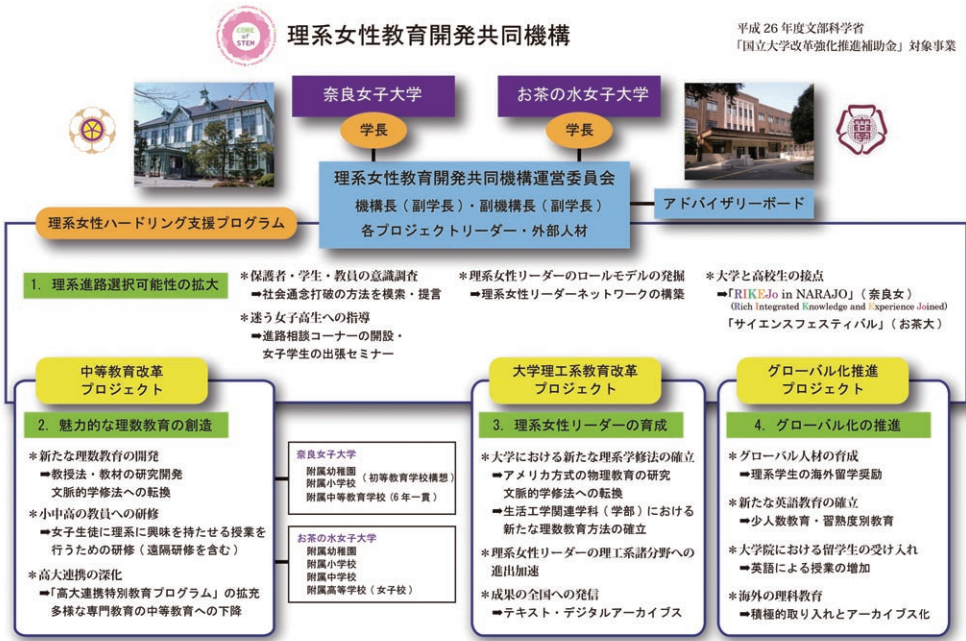 CORE
of
STEM
理系女性教育開発共同機構
平成 26 年度文部科学省
「国立大学改革強化推進補助金」対象事業
奈良女子大学
お茶の水女子大学
学長
学長
理系女性教育開発共同機構運営委員会
機構長(副学長)・副機構長(副学長)
各プロジェクトリーダー・外部人材
アドバイザリーボード
理系女性ハードリング支援プログラム
1. 理系進路選択可能性の拡大
*保護者・学生・教員の意識調査
➡社会通念打破の方法を模索・提言
*迷う女子高生への指導
➡進路相談コーナーの開設・
女子学生の出張セミナー
*理系女性リーダーのロールモデルの発掘
➡理系女性リーダーネットワークの構築
*大学と高校生の接点
➡「RIKEJo in NARAJO」(奈良女)
(Rich Integrated Knowledge and Experience Joined)
「サイエンスフェスティバル」(お茶大)
中等教育改革
プロジェクト
2. 魅力的な理数教育の創造
*新たな理数教育の開発
➡教授法・教材の研究開発
文脈的学修法への転換
*小中高の教員への研修
➡女子生徒に理系に興味を持たせる授業を
行うための研修(遠隔研修を含む)
*高大連携の深化
➡「高大連携特別教育プログラム」の拡充
多様な専門教育の中等教育への下降
奈良女子大学
附属幼稚園
附属小学校
(初等教育学校構想)
附属中等教育学校(6年一貫)
お茶の水女子大学
附属幼稚園
附属小学校
附属中学校
附属高等学校(女子校)
大学理工系教育改革
プロジェクト
3. 理系女性リーダーの育成
*大学における新たな理系学修法の確立
➡アメリカ方式の物理教育の研究
文脈的学修法への転換
➡生活工学関連学科(学部)における
新たな理数教育方法の確立
*理系女性リーダーの理工系諸分野への
進出加速
*成果の全国への発信
➡テキスト・デジタルアーカイブス
グローバル化推進
プロジェクト
4. グローバル化の推進
*グローバル人材の育成
➡理系学生の海外留学奨励
*新たな英語教育の確立
➡少人数教育・習熟度別教育
*大学院における留学生の受け入れ
➡英語による授業の増加
*海外の理科教育
➡積極的取り入れとアーカイブス化